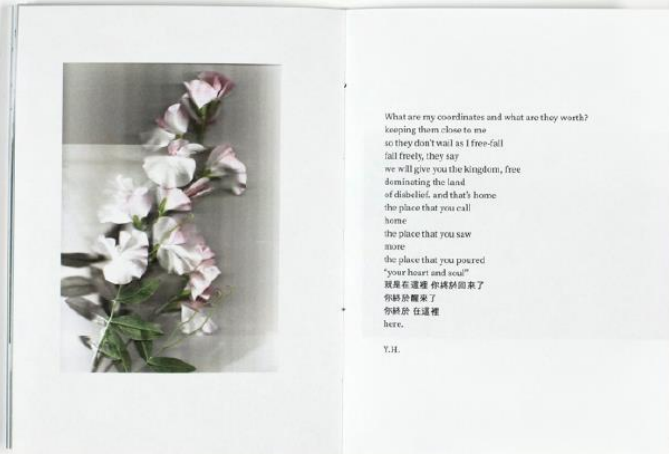 What are my coordinates and what are they worth?
keeping them close to me
so they don't wail as I free-fall
fall freely, they say
we will give you the kingdom, free
dominating the land
of disbelief. and that's home
the place that you call
home
the place that you saw
more
the place that you poured
"your heart and soul"
就是在這裡 你終於回來了
你終於醒來了
你終於 在這裡
here.
Y.H.